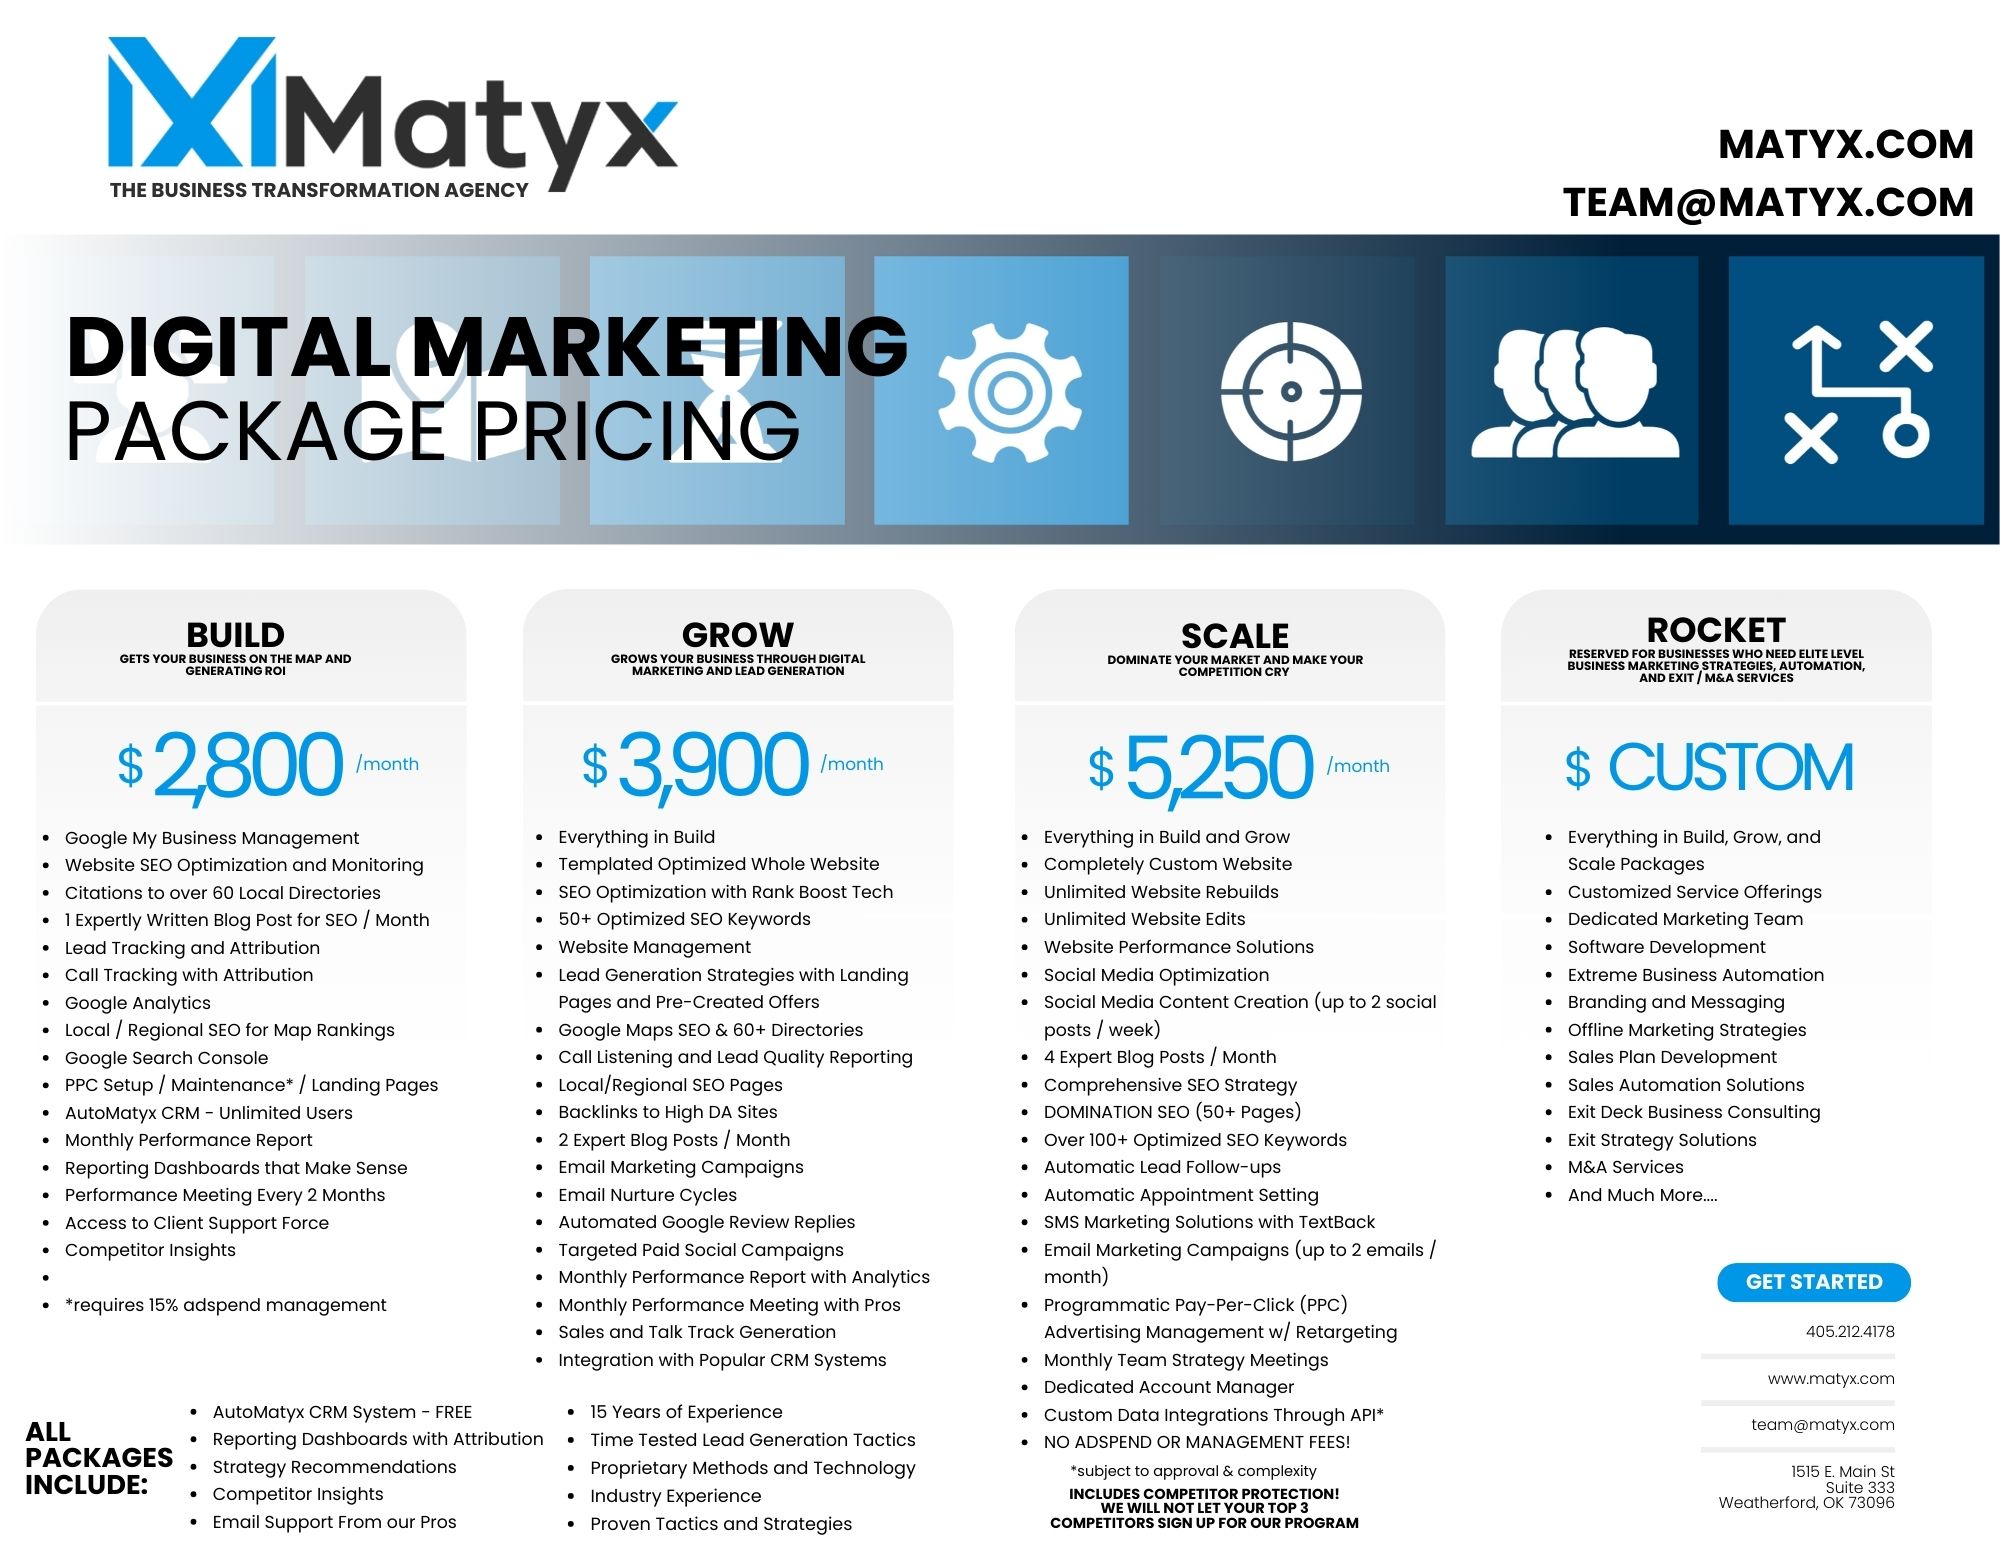 Matyx
THE BUSINESS TRANSFORMATION AGENCY
MATYX.COM
TEAM@MATYX.COM
DIGITAL MARKETING
PACKAGE PRICING
BUILD
GETS YOUR BUSINESS ON THE MAP AND
GENERATING ROI
$ 2,800 /month
• Google My Business Management
• Website SEO Optimization and Monitoring
• Citations to over 60 Local Directories
• 1 Expertly Written Blog Post for SEO / Month
• Lead Tracking and Attribution
• Call Tracking with Attribution
• Google Analytics
• Local / Regional SEO for Map Rankings
• Google Search Console
• PPC Setup / Maintenance* / Landing Pages
• AutoMatyx CRM - Unlimited Users
• Monthly Performance Report
• Reporting Dashboards that Make Sense
• Performance Meeting Every 2 Months
• Access to Client Support Force
• Competitor Insights
•
• *requires 15% adspend management
GROW
GROWS YOUR BUSINESS THROUGH DIGITAL
MARKETING AND LEAD GENERATION
$ 3,900 /month
• Everything in Build
• Templated Optimized Whole Website
• SEO Optimization with Rank Boost Tech
• 50+ Optimized SEO Keywords
• Website Management
• Lead Generation Strategies with Landing
Pages and Pre-Created Offers
• Google Maps SEO & 60+ Directories
• Call Listening and Lead Quality Reporting
• Local/Regional SEO Pages
• Backlinks to High DA Sites
• 2 Expert Blog Posts / Month
• Email Marketing Campaigns
• Email Nurture Cycles
• Automated Google Review Replies
• Targeted Paid Social Campaigns
• Monthly Performance Report with Analytics
• Monthly Performance Meeting with Pros
• Sales and Talk Track Generation
• Integration with Popular CRM Systems
SCALE
DOMINATE YOUR MARKET AND MAKE YOUR
COMPETITION CRY
$ 5,250 /month
• Everything in Build and Grow
• Completely Custom Website
• Unlimited Website Rebuilds
• Unlimited Website Edits
• Website Performance Solutions
• Social Media Optimization
• Social Media Content Creation (up to 2 social
posts / week)
• 4 Expert Blog Posts / Month
• Comprehensive SEO Strategy
• DOMINATION SEO (50+ Pages)
• Over 100+ Optimized SEO Keywords
• Automatic Lead Follow-ups
• Automatic Appointment Setting
• SMS Marketing Solutions with TextBack
• Email Marketing Campaigns (up to 2 emails /
month)
• Programmatic Pay-Per-Click (PPC)
Advertising Management w/ Retargeting
• Monthly Team Strategy Meetings
• Dedicated Account Manager
• Custom Data Integrations Through API*
• NO ADSPEND OR MANAGEMENT FEES!
*subject to approval & complexity
INCLUDES COMPETITOR PROTECTION!
WE WILL NOT LET YOUR TOP 3
COMPETITORS SIGN UP FOR OUR PROGRAM
ROCKET
RESERVED FOR BUSINESSES WHO NEED ELITE LEVEL
BUSINESS MARKETING STRATEGIES, AUTOMATION,
AND EXIT / M&A SERVICES
$ CUSTOM
• Everything in Build, Grow, and
Scale Packages
• Customized Service Offerings
• Dedicated Marketing Team
• Software Development
• Extreme Business Automation
• Branding and Messaging
• Offline Marketing Strategies
• Sales Plan Development
• Sales Automation Solutions
• Exit Deck Business Consulting
• Exit Strategy Solutions
• M&A Services
• And Much More....
GET STARTED
405.212.4178
www.matyx.com
team@matyx.com
1515 E. Main St
Suite 333
Weatherford, OK 73096
ALL
PACKAGES
INCLUDE:
• AutoMatyx CRM System - FREE
• Reporting Dashboards with Attribution
• Strategy Recommendations
• Competitor Insights
• Email Support From our Pros
• 15 Years of Experience
• Time Tested Lead Generation Tactics
• Proprietary Methods and Technology
• Industry Experience
• Proven Tactics and Strategies